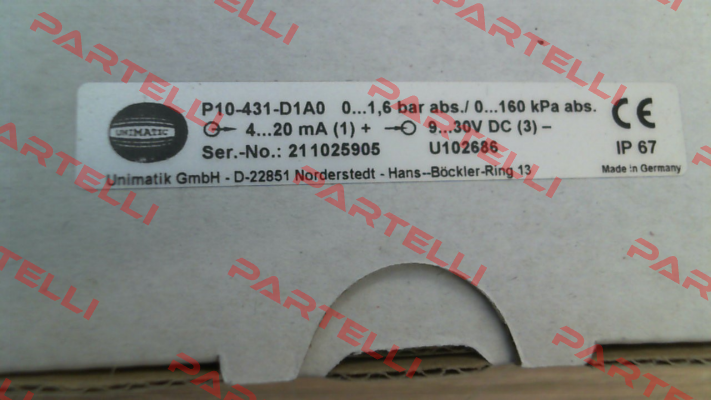 P10-431-D1A0 0...1,6 bar abs./ 0...160 kPa abs.
UNIMATIC 4...20 mA (1) + 9...30V DC (3) –
Ser.-No.: 211025905 U102686 IP 67
Unimatik GmbH - D-22851 Norderstedt - Hans--Böckler-Ring 13 Made in Germany
CE
PARTELLI
PARTELLI
PARTELLI
PARTELLI
PARTELLI
PARTELLI
PARTELLI
PARTELLI